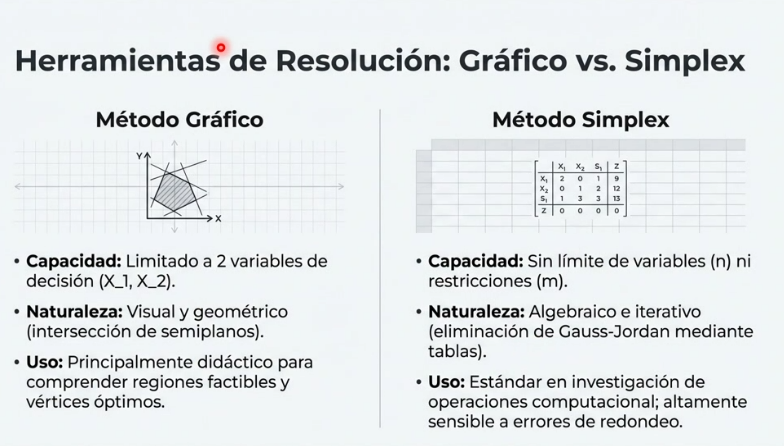 Herramientas de Resolución: Gráfico vs. Simplex
Método Gráfico
Y
X
• Capacidad: Limitado a 2 variables de
decisión (X_1, X_2).
• Naturaleza: Visual y geométrico
(intersección de semiplanos).
• Uso: Principalmente didáctico para
comprender regiones factibles y
vértices óptimos.
Método Simplex
X₁ X₂ S₁ Z
X₁ 2 0 1 9
X₂ 0 1 2 12
S₁ 1 3 3 13
Z 0 0 0 0
• Capacidad: Sin límite de variables (n) ni
restricciones (m).
• Naturaleza: Algebraico e iterativo
(eliminación de Gauss-Jordan mediante
tablas).
• Uso: Estándar en investigación de
operaciones computacional; altamente
sensible a errores de redondeo.